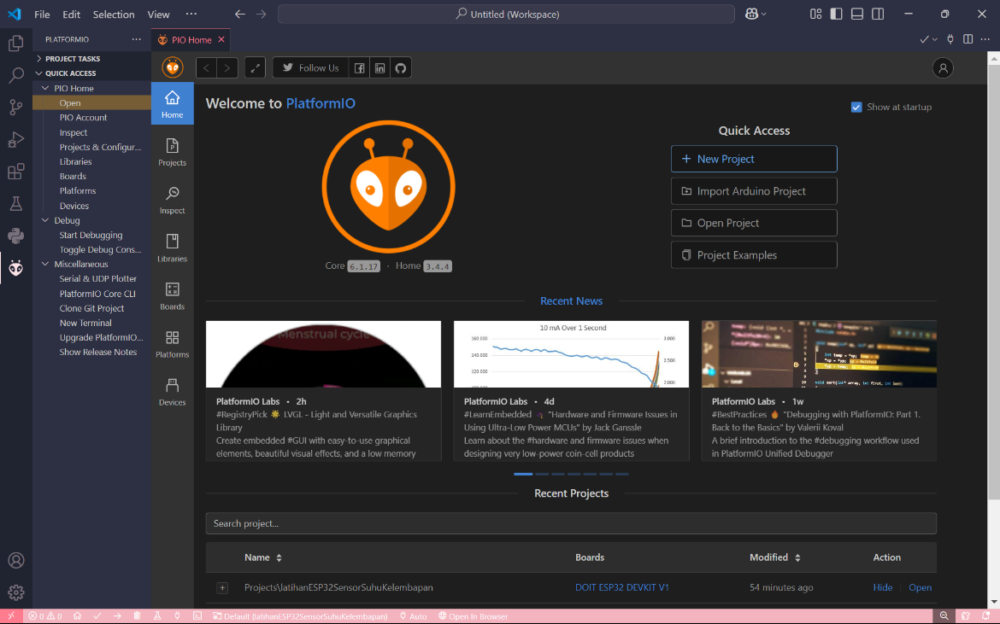 File Edit Selection View ···
Untitled (Workspace)
PLATFORMIO ···
PIO Home
PROJECT TASKS
QUICK ACCESS
PIO Home
Open
PIO Account
Inspect
Projects & Configur...
Libraries
Boards
Platforms
Devices
Debug
Start Debugging
Toggle Debug Cons...
Miscellaneous
Serial & UDP Plotter
PlatformIO Core CLI
Clone Git Project
New Terminal
Upgrade PlatformIO...
Show Release Notes
Follow Us
Home
Projects
Inspect
Libraries
Boards
Platforms
Devices
Welcome to PlatformIO
Show at startup
Core 6.1.17 · Home 3.4.4
Quick Access
New Project
Import Arduino Project
Open Project
Project Examples
Recent News
Menstrual cycle
PlatformIO Labs • 2h
#RegistryPick 🌟 LVGL - Light and Versatile Graphics
Library
Create embedded #GUI with easy-to-use graphical
elements, beautiful visual effects, and a low memory
10 mA Over 1 Second
160.000
140.000
120.000
3.000
2.500
2.000
PlatformIO Labs • 4d
#LearnEmbedded "Hardware and Firmware Issues in
Using Ultra-Low Power MCUs" by Jack Ganssle
Learn about the #hardware and firmware issues when
designing very low-power coin-cell products
PlatformIO Labs • 1w
#BestPractices 🔥 "Debugging with PlatformIO: Part 1.
Back to the Basics" by Valerii Koval
A brief introduction to the #debugging workflow used
in PlatformIO Unified Debugger
Recent Projects
Search project...
Name Boards Modified Action
Projects\latihanESP32SensorSuhuKelembapan DOIT ESP32 DEVKIT V1 54 minutes ago Hide Open
0 0 Default (latihanESP32SensorSuhuKelembapan) Auto Open In Browser